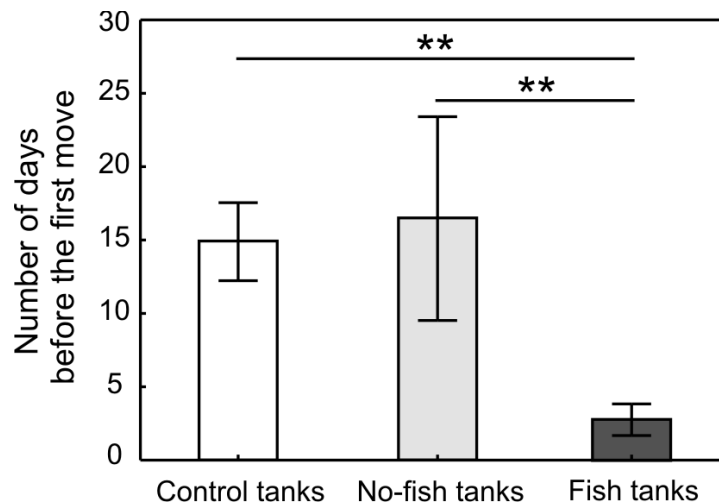 Number of days
before the first move
30
25
20
15
10
5
0
**
**
Control tanks
No-fish tanks
Fish tanks